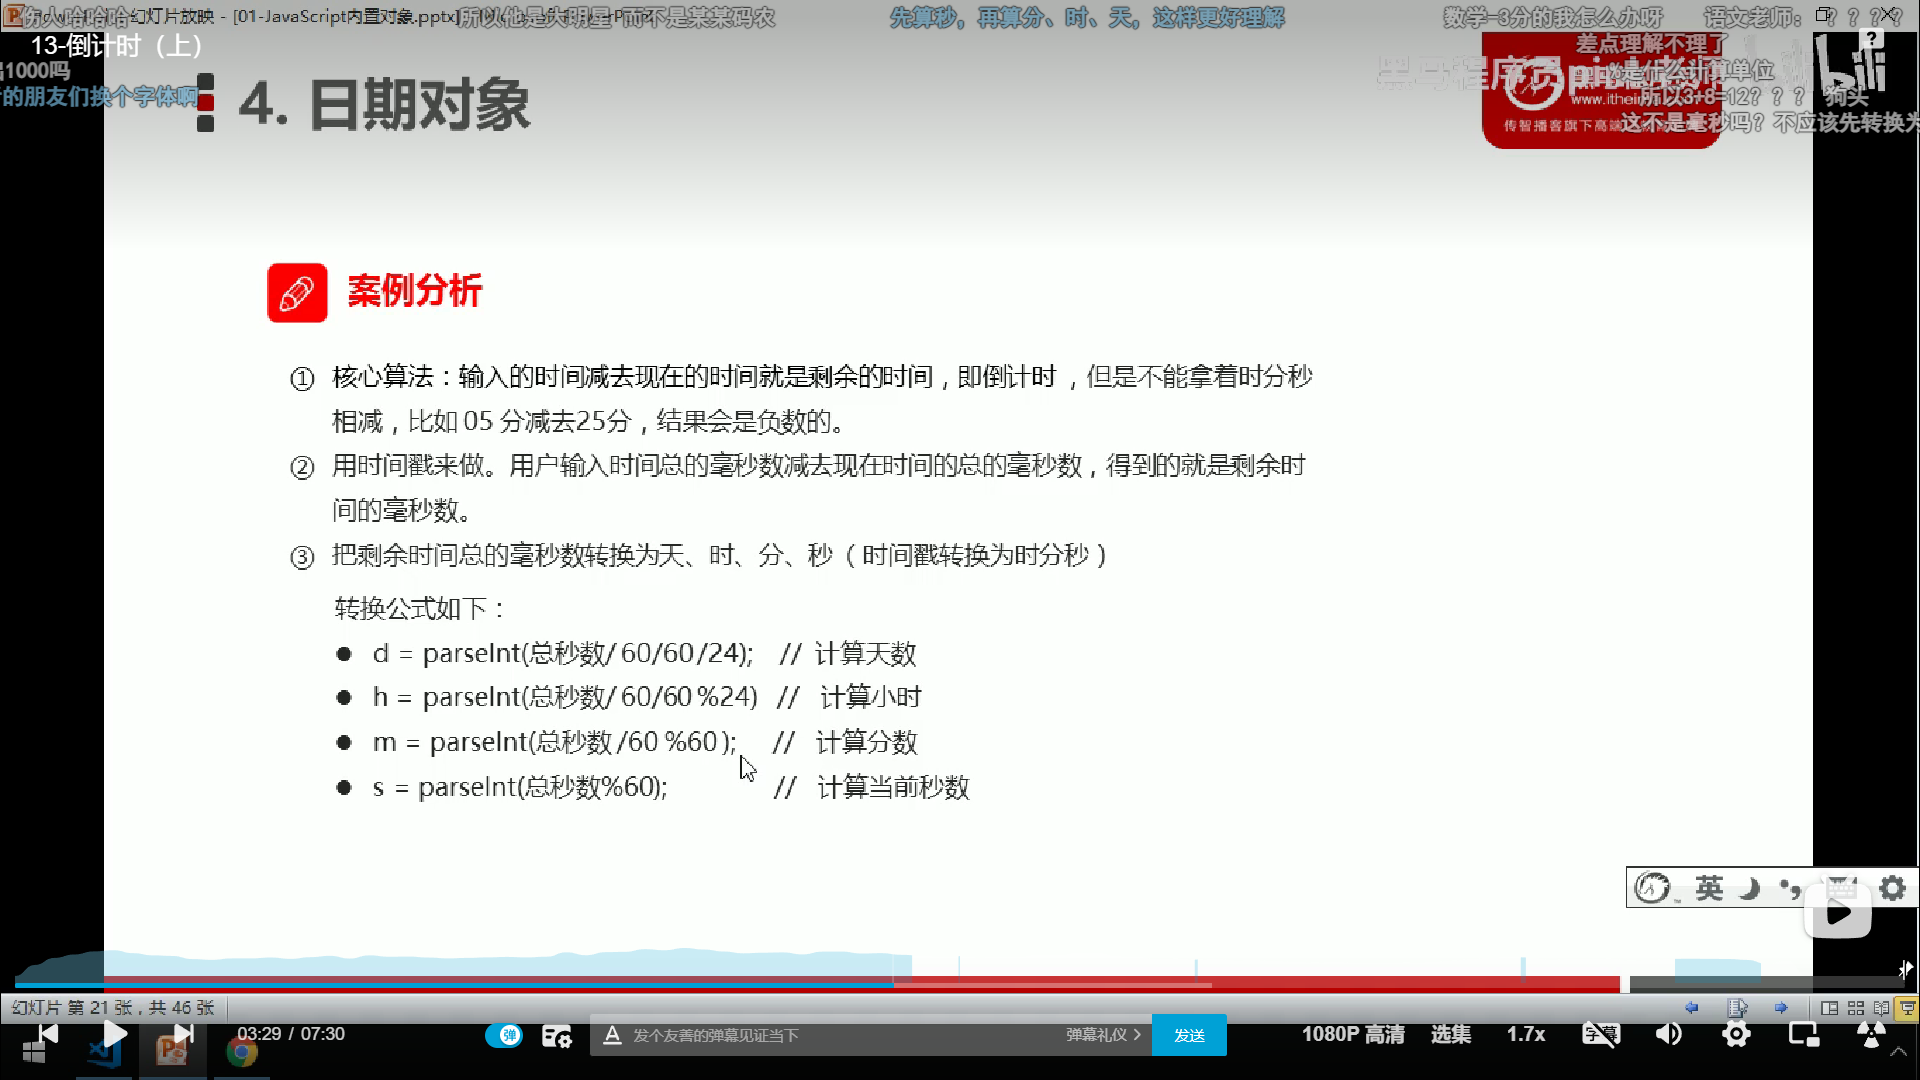 幻灯片放映 - [01-JavaScript内置对象.pptx]
所以他是大明星 而不是某某码农
先算秒，再算分、时、天，这样更好理解
数学-3分的我怎么办呀
语文老师：？？？？
13-倒计时（上）
差点理解不理了
出1000吗
%是什么计算单位
的朋友们换个字体啊
所以3+8=12？？？ 狗头
这不是毫秒吗？不应该先转换为
4. 日期对象
案例分析
① 核心算法：输入的时间减去现在的时间就是剩余的时间，即倒计时，但是不能拿着时分秒
相减，比如 05 分减去25分，结果会是负数的。
② 用时间戳来做。用户输入时间总的毫秒数减去现在时间的总的毫秒数，得到的就是剩余时
间的毫秒数。
③ 把剩余时间总的毫秒数转换为天、时、分、秒（时间戳转换为时分秒）
转换公式如下：
● d = parseInt(总秒数/ 60/60 /24); // 计算天数
● h = parseInt(总秒数/ 60/60 %24) // 计算小时
● m = parseInt(总秒数 /60 %60 ); // 计算分数
● s = parseInt(总秒数%60); // 计算当前秒数
英
幻灯片 第 21 张，共 46 张
03:29 / 07:30
弹
发个友善的弹幕见证当下
弹幕礼仪
发送
1080P 高清
选集
1.7x
字幕